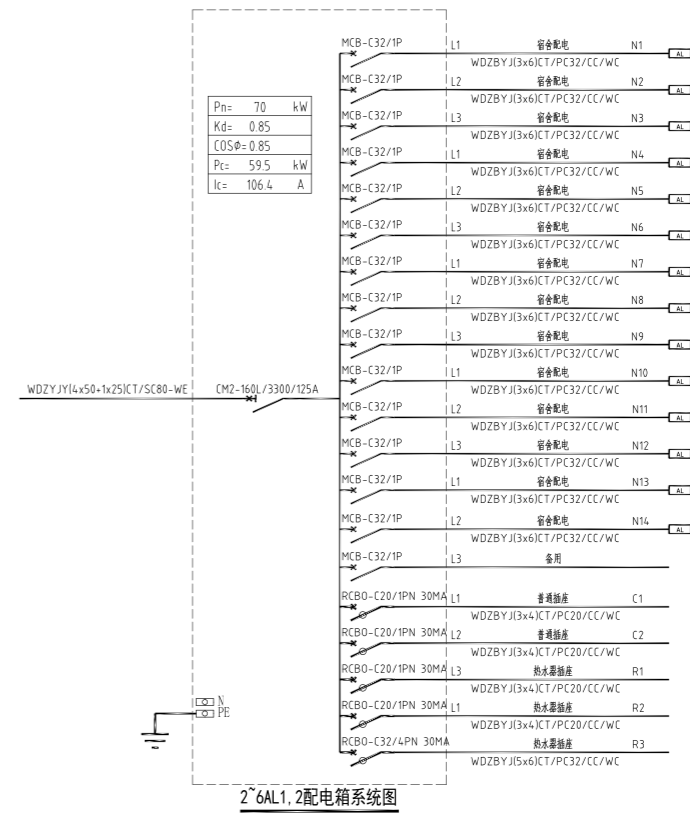 MCB-C32/1P L1 宿舍配电 N1 AL
WDZBYJ(3x6)CT/PC32/CC/WC
MCB-C32/1P L2 宿舍配电 N2 AL
WDZBYJ(3x6)CT/PC32/CC/WC
MCB-C32/1P L3 宿舍配电 N3 AL
WDZBYJ(3x6)CT/PC32/CC/WC
MCB-C32/1P L1 宿舍配电 N4 AL
WDZBYJ(3x6)CT/PC32/CC/WC
MCB-C32/1P L2 宿舍配电 N5 AL
WDZBYJ(3x6)CT/PC32/CC/WC
MCB-C32/1P L3 宿舍配电 N6 AL
WDZBYJ(3x6)CT/PC32/CC/WC
MCB-C32/1P L1 宿舍配电 N7 AL
WDZBYJ(3x6)CT/PC32/CC/WC
MCB-C32/1P L2 宿舍配电 N8 AL
WDZBYJ(3x6)CT/PC32/CC/WC
MCB-C32/1P L3 宿舍配电 N9 AL
WDZBYJ(3x6)CT/PC32/CC/WC
MCB-C32/1P L1 宿舍配电 N10 AL
WDZBYJ(3x6)CT/PC32/CC/WC
MCB-C32/1P L2 宿舍配电 N11 AL
WDZBYJ(3x6)CT/PC32/CC/WC
MCB-C32/1P L3 宿舍配电 N12 AL
WDZBYJ(3x6)CT/PC32/CC/WC
MCB-C32/1P L1 宿舍配电 N13 AL
WDZBYJ(3x6)CT/PC32/CC/WC
MCB-C32/1P L2 宿舍配电 N14 AL
WDZBYJ(3x6)CT/PC32/CC/WC
MCB-C32/1P L3 备用
RCBO-C20/1PN 30MA L1 普通插座 C1
WDZBYJ(3x4)CT/PC20/CC/WC
RCBO-C20/1PN 30MA L2 普通插座 C2
WDZBYJ(3x4)CT/PC20/CC/WC
RCBO-C20/1PN 30MA L3 热水器插座 R1
WDZBYJ(3x4)CT/PC20/CC/WC
RCBO-C20/1PN 30MA L1 热水器插座 R2
WDZBYJ(3x4)CT/PC20/CC/WC
RCBO-C32/4PN 30MA 热水器插座 R3
WDZBYJ(5x6)CT/PC32/CC/WC
Pn= 70 kW
Kd= 0.85
COSΦ= 0.85
Pc= 59.5 kW
Ic= 106.4 A
WDZYJY(4x50+1x25)CT/SC80-WE CM2-160L/3300/125A
N
PE
2~6AL1,2配电箱系统图